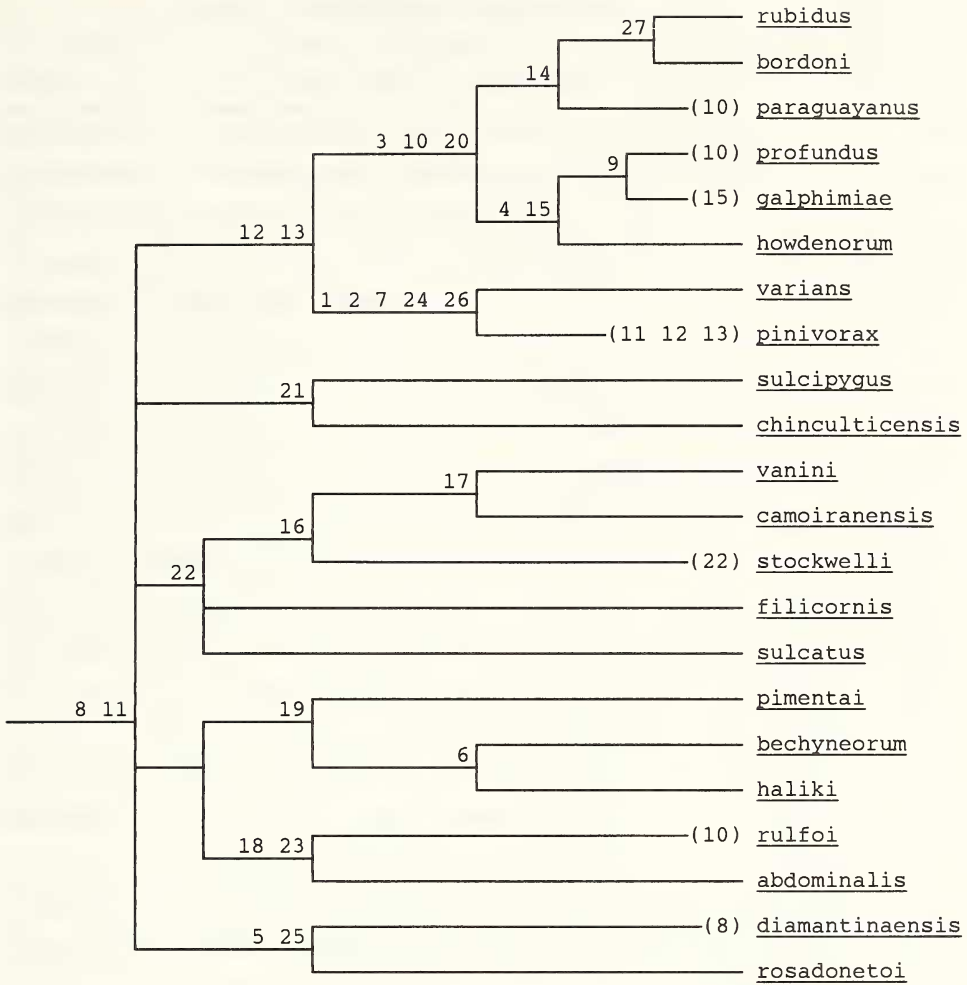 27 rubidus
bordoni
14
(10) paraguayanus
3 10 20
(10) profundus
9
(15) galphimiae
4 15
howdenorum
12 13
varians
1 2 7 24 26
(11 12 13) pinivorax
sulcipygus
21
chinculticensis
vanini
17
camoiranensis
16
(22) stockwelli
22
filicornis
sulcatus
pimentai
8 11
19
bechyneorum
6
haliki
(10) rulfoi
18 23
abdominalis
(8) diamantinaensis
5 25
rosadonetoi